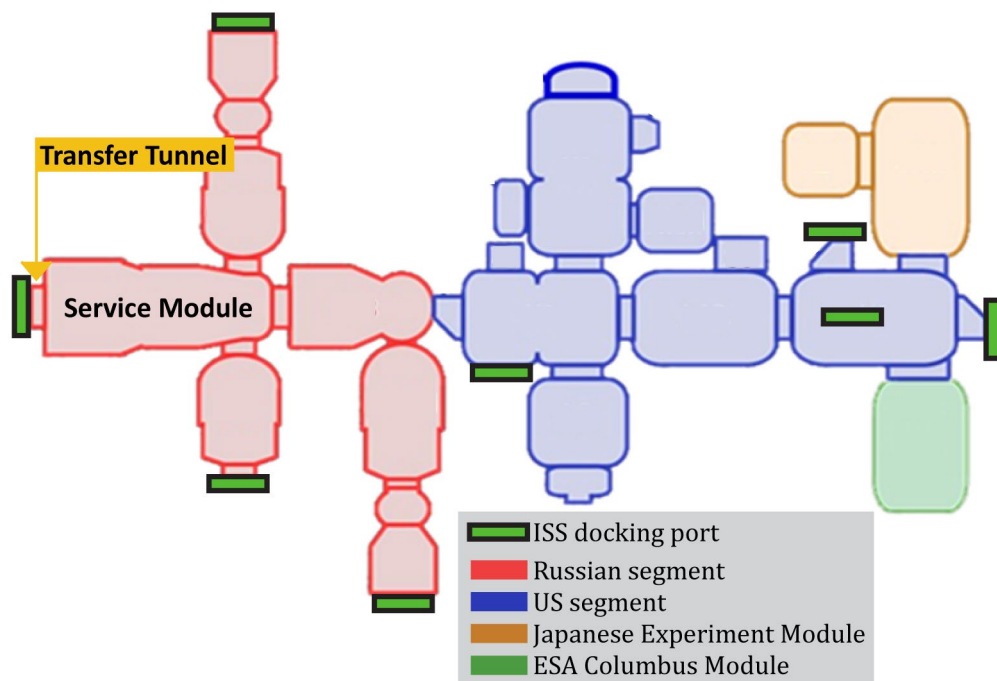 Transfer Tunnel
Service Module
ISS docking port
Russian segment
US segment
Japanese Experiment Module
ESA Columbus Module